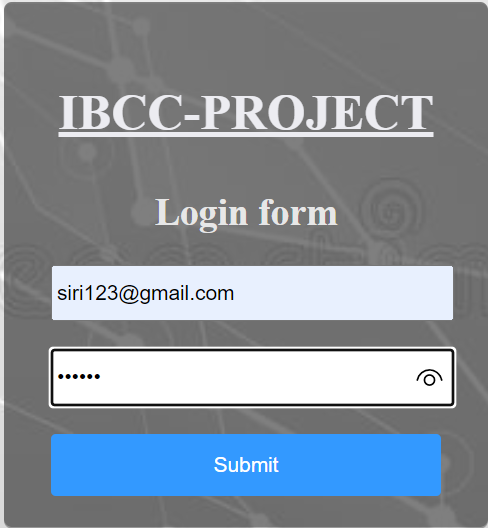 IBCC-PROJECT
Login form
siri123@gmail.com
••••••
Submit